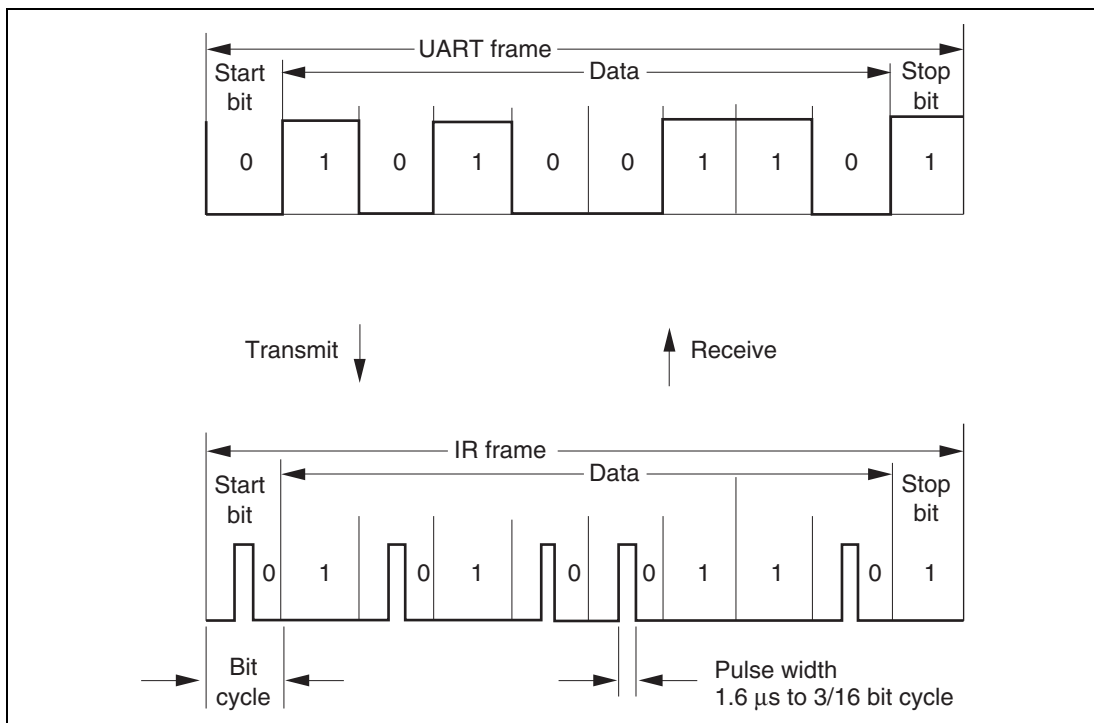 UART frame
Start bit
Data
Stop bit
0 1 0 1 0 0 1 1 0 1
Transmit
Receive
IR frame
Start bit
Data
Stop bit
0 1 0 1 0 0 1 1 0 1
Bit cycle
Pulse width
1.6 μs to 3/16 bit cycle